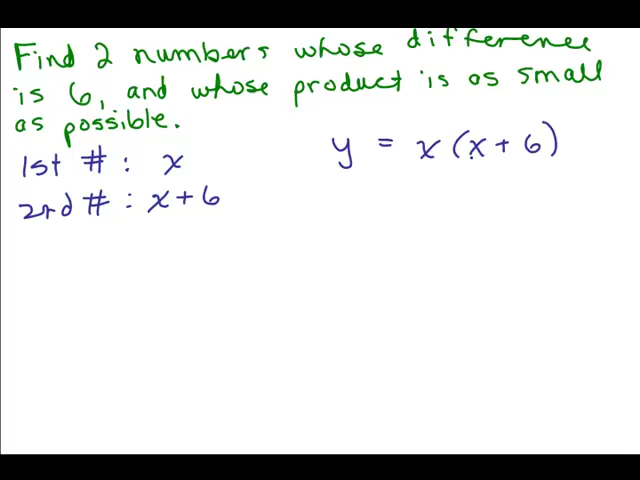 Find 2 numbers whose difference
is 6, and whose product is as small
as possible.
1st # : x
y = x (x + 6)
2nd # : x + 6